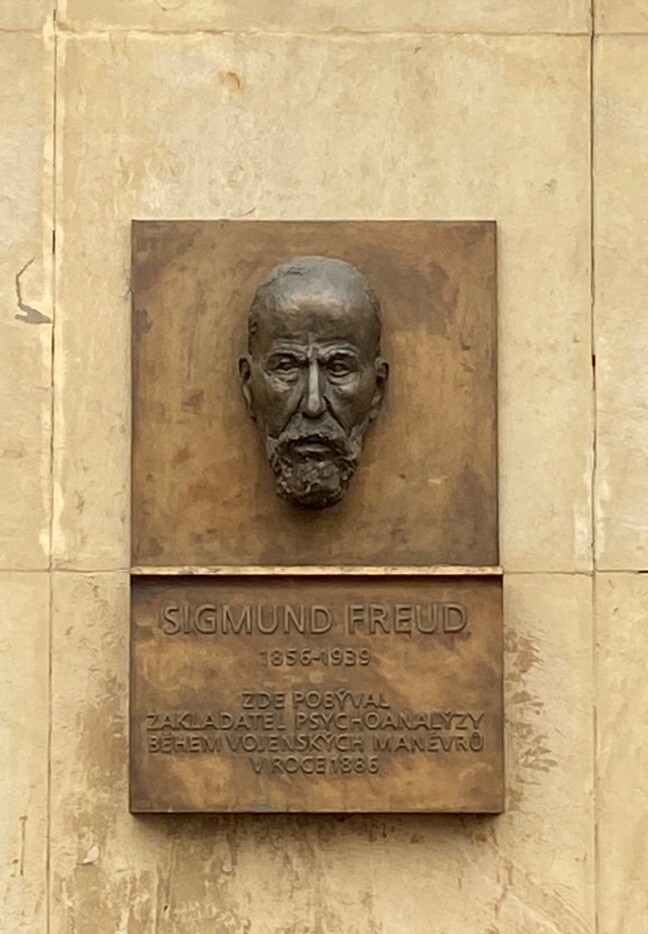 SIGMUND FREUD
1856-1939
ZDE POBÝVAL
ZAKLADATEL PSYCHOANALÝZY
BĚHEM VOJENSKÝCH MANÉVRŮ
V ROCE 1886